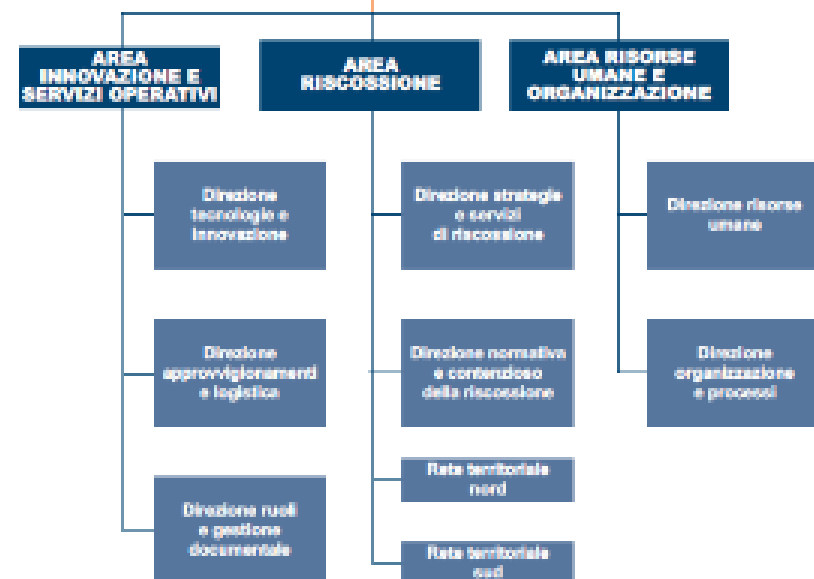 AREA
INNOVAZIONE E
SERVIZI OPERATIVI
AREA
RISCOSSIONE
AREA RISORSE
UMANE E
ORGANIZZAZIONE
Direzione
tecnologie e
innovazione
Direzione strategie
e servizi
di riscossione
Direzione risorse
umane
Direzione
approvvigionamenti
e logistica
Direzione normativa
e contenzioso
della riscossione
Direzione
organizzazione
e processi
Direzione ruoli
e gestione
documentale
Rete territoriale
nord
Rete territoriale
sud